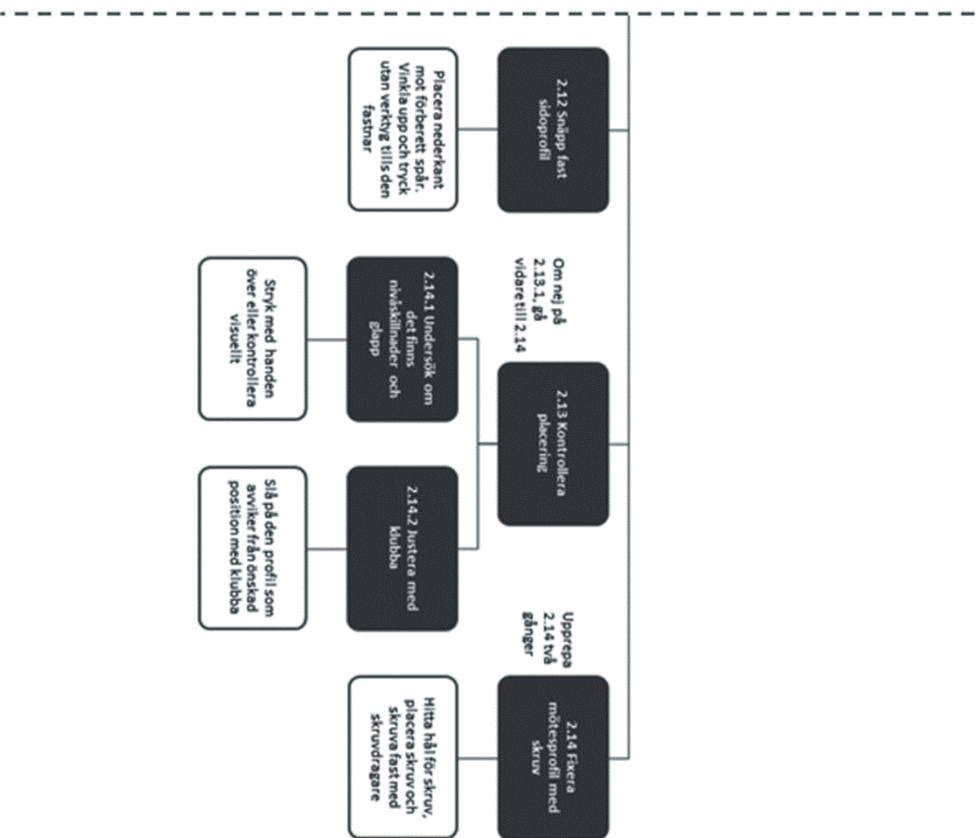 2.12 Snäpp fast
sidoprofil
Placera nederkant
mot förberett spår.
Vinkla upp och tryck
utan verktyg tills den
fastnar
Om nej på
2.13.1, gå
vidare till 2.14
2.13 Kontrollera
placering
2.14.1 Undersök om
det finns
nivåskillnader och
glapp
Stryk med handen
över eller kontrollera
visuellt
2.14.2 Justera med
klubba
Slå på den profil som
avviker från önskad
position med klubba
Upprepa
2.14 två
gånger
2.14 Fixera
mötesprofil med
skruv
Hitta hål för skruv,
placera skruv och
skruva fast med
skruvdragare